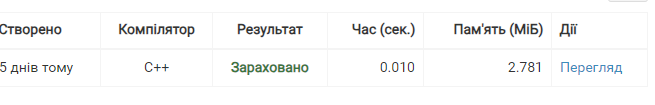 Створено Компілятор Результат Час (сек.) Пам'ять (МіБ) Дії
5 днів тому C++ Зараховано 0.010 2.781 Перегляд